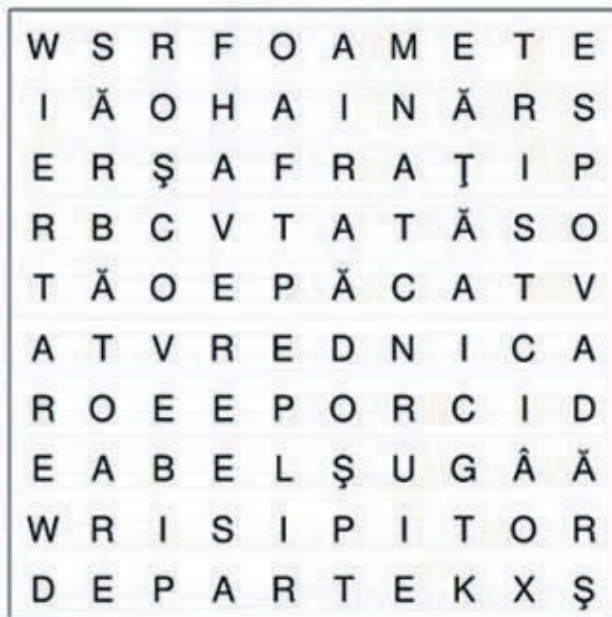 W S R F O A M E T E
I Ă O H A I N Ă R S
E R Ş A F R A Ţ I P
R B C V T A T Ă S O
T Ă O E P Ă C A T V
A T V R E D N I C A
R O E E P O R C I D
E A B E L Ş U G Â Ă
W R I S I P I T O R
D E P A R T E K X Ş